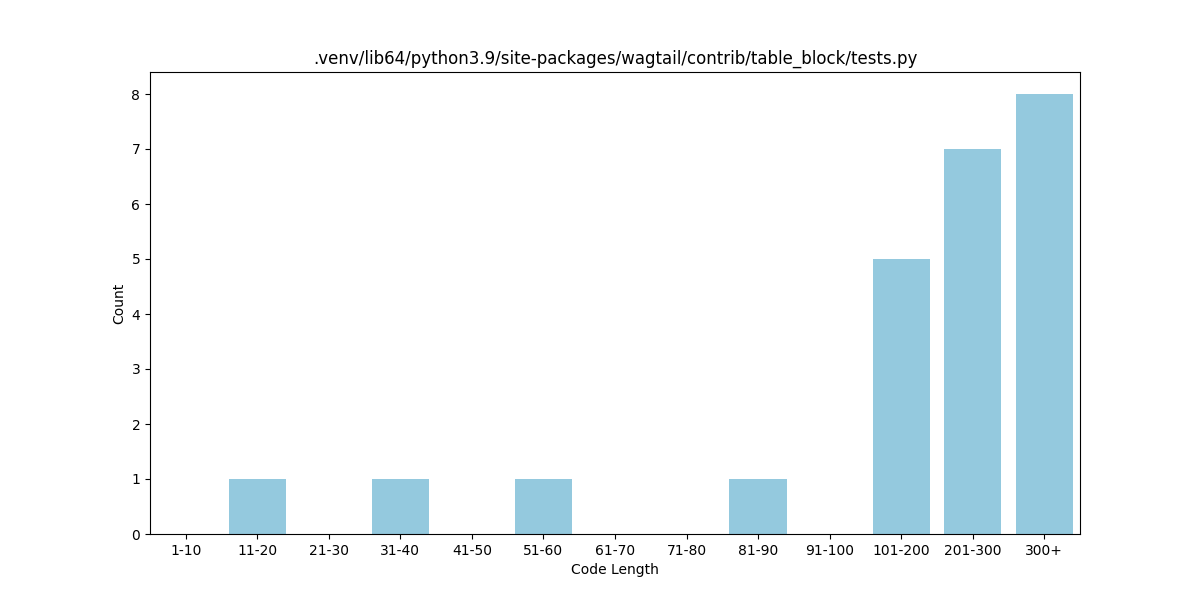 .venv/lib64/python3.9/site-packages/wagtail/contrib/table_block/tests.py
8
7
6
5
4
3
2
1
0
Count
1-10 11-20 21-30 31-40 41-50 51-60 61-70 71-80 81-90 91-100 101-200 201-300 300+
Code Length